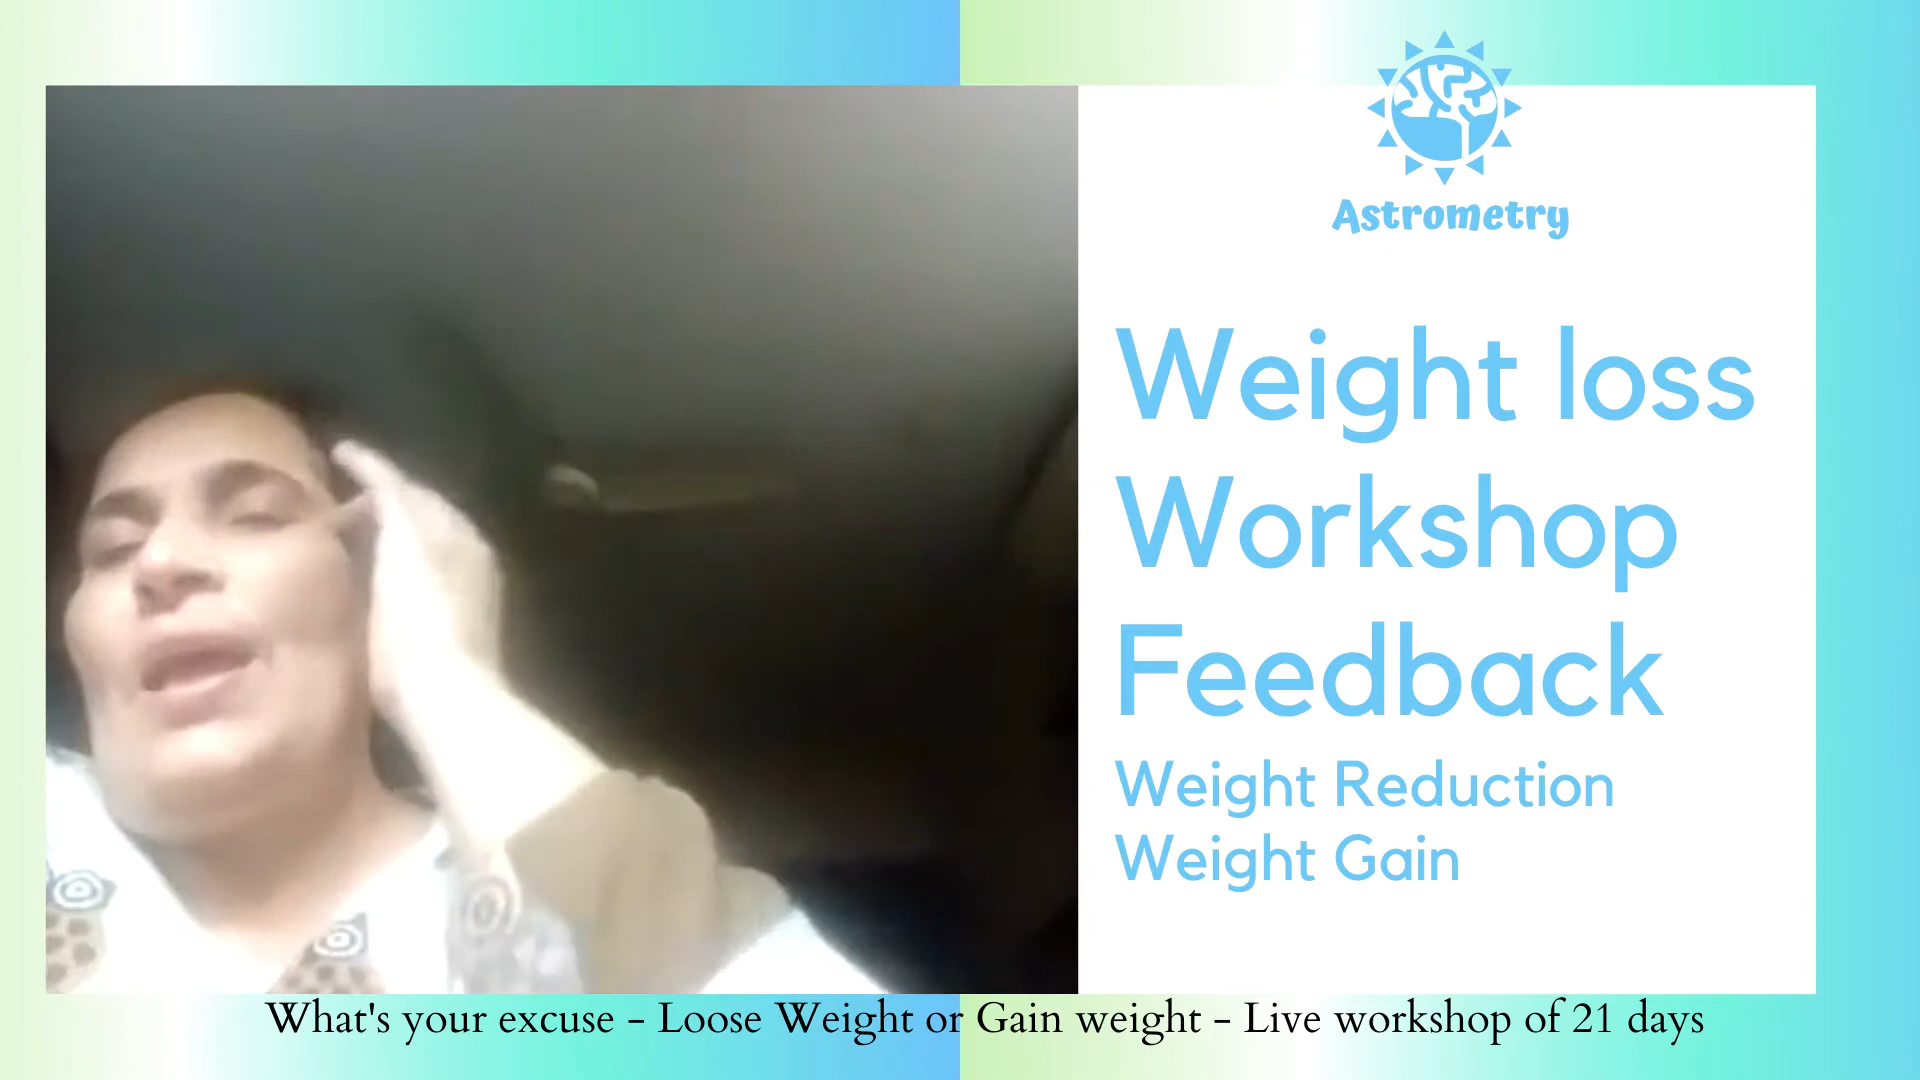 Astrometry
Weight loss
Workshop
Feedback
Weight Reduction
Weight Gain
What's your excuse - Loose Weight or Gain weight - Live workshop of 21 days